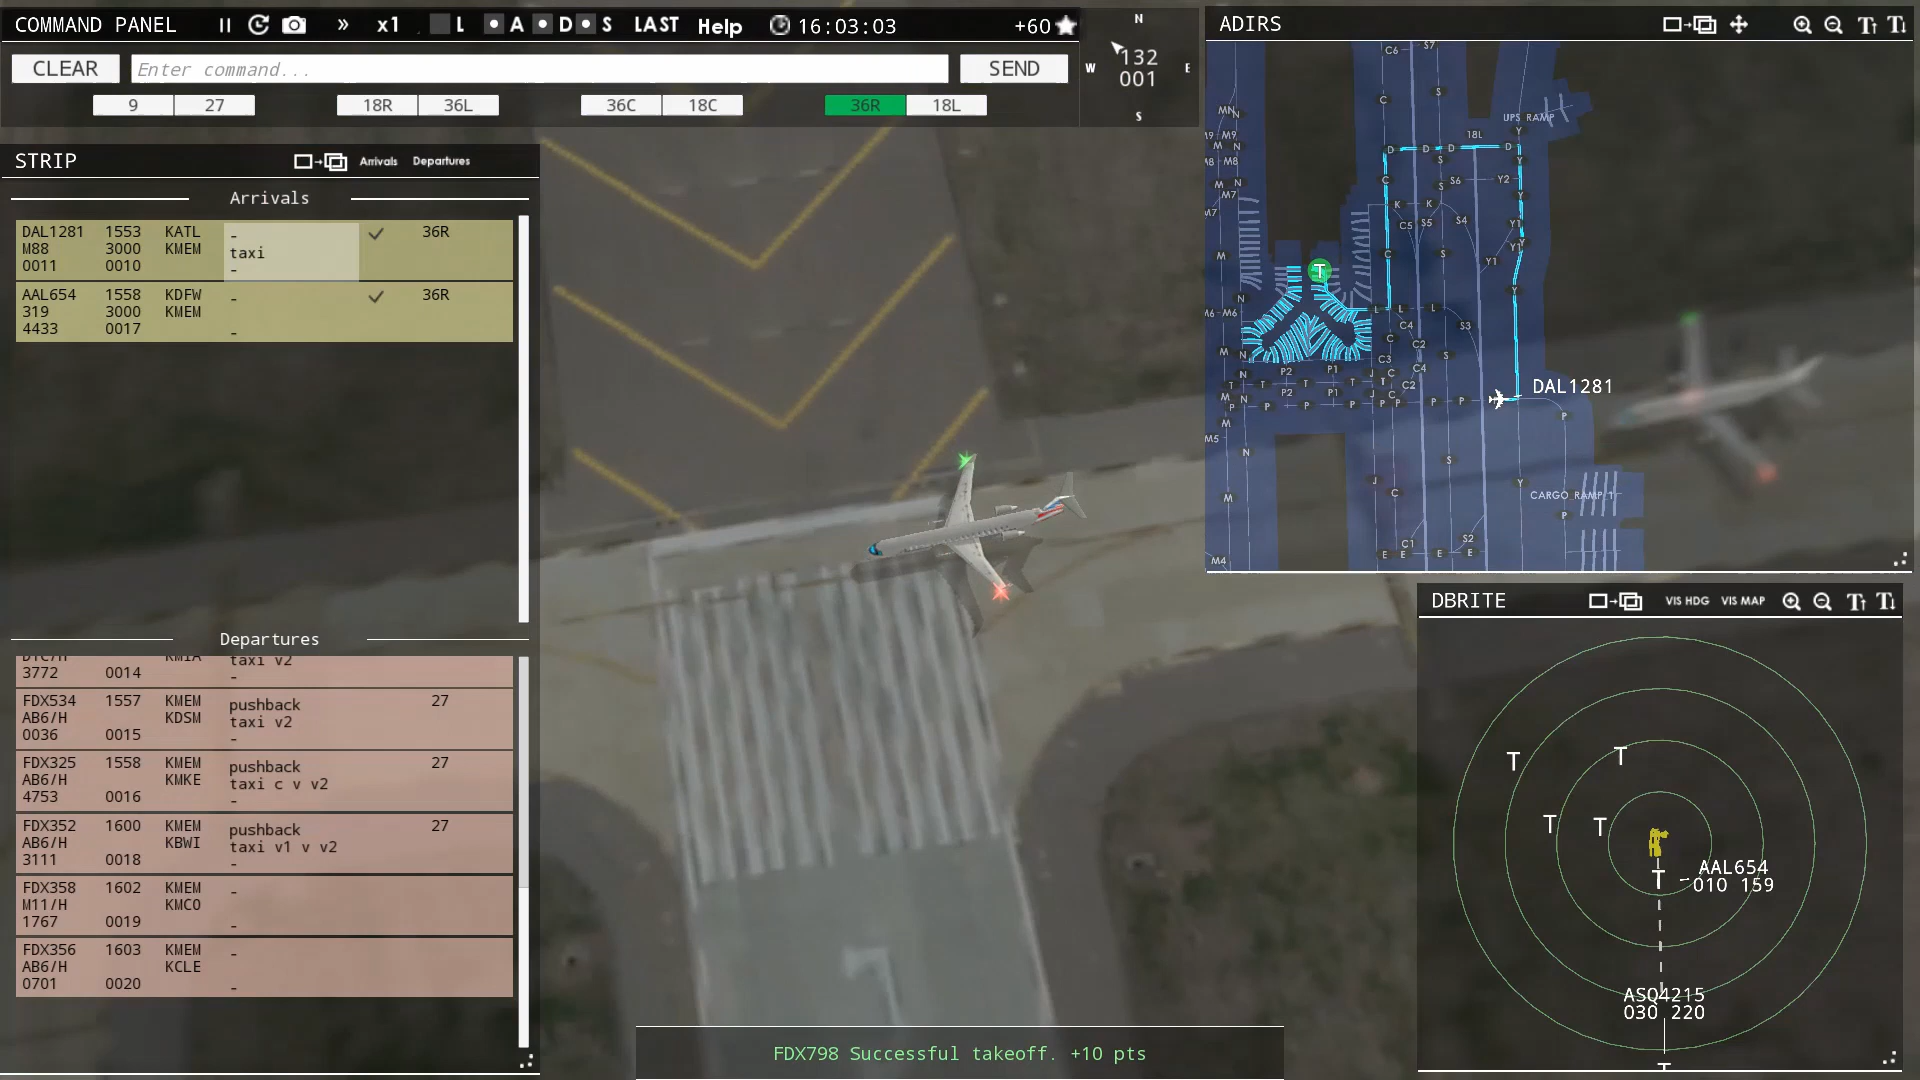 COMMAND PANEL
» x1 L A D S LAST Help 16:03:03 +60
CLEAR Enter command... SEND
9 27 18R 36L 36C 18C 36R 18L
N
W 132 E
001
S
STRIP Arrivals Departures
Arrivals
DAL1281 1553 KATL - 36R
M88 3000 KMEM taxi
0011 0010 -
AAL654 1558 KDFW - 36R
319 3000 KMEM
4433 0017 -
Departures
taxi v2
3772 0014 -
FDX534 1557 KMEM pushback 27
AB6/H KDSM taxi v2
0036 0015 -
FDX325 1558 KMEM pushback 27
AB6/H KMKE taxi c v v2
4753 0016 -
FDX352 1600 KMEM pushback 27
AB6/H KBWI taxi v1 v v2
3111 0018 -
FDX358 1602 KMEM -
M11/H KMCO
1767 0019 -
FDX356 1603 KMEM -
AB6/H KCLE
0701 0020 -
FDX798 Successful takeoff. +10 pts
ADIRS
UPS RAMP
18L
T
DAL1281
CARGO RAMP 1
DBRITE VIS HDG VIS MAP
T T
T T
AAL654
T 010 159
ASQ4215
030 220